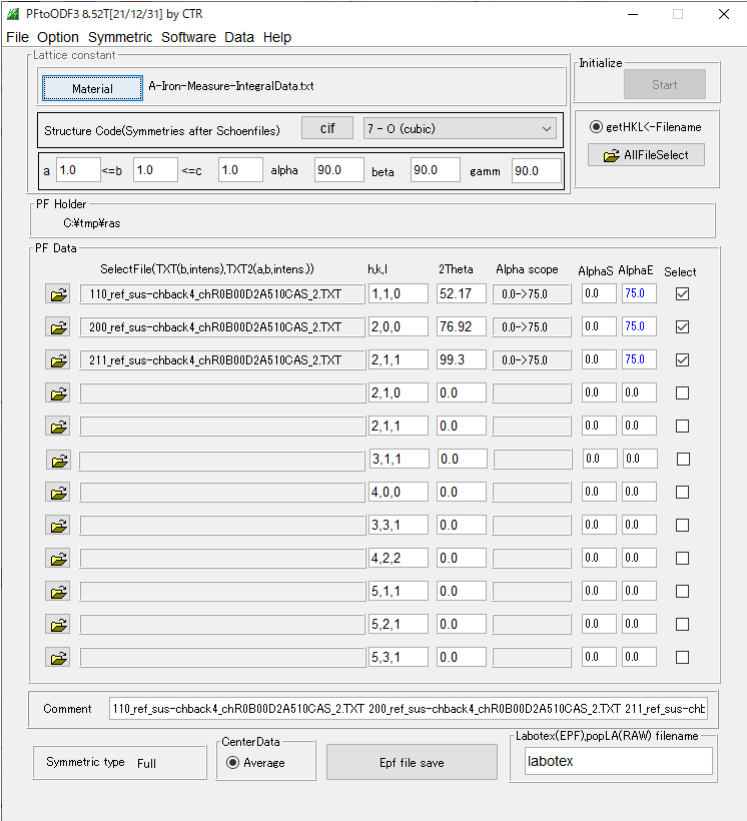 PFtoODF3 8.52T[21/12/31] by CTR
File Option Symmetric Software Data Help
Lattice constant
Material A-Iron-Measure-IntegralData.txt
Initialize
Start
Structure Code(Symmetries after Schoenfiles) cif 7 - O (cubic)
getHKL<-Filename
AllFileSelect
a 1.0 <=b 1.0 <=c 1.0 alpha 90.0 beta 90.0 gamm 90.0
PF Holder
C:¥tmp¥ras
PF Data
SelectFile(TXT(b,intens),TXT2(a,b,intens.)) h,k,l 2Theta Alpha scope AlphaS AlphaE Select
110_ref_sus-chback4_chR0B00D2A510CAS_2.TXT 1,1,0 52.17 0.0->75.0 0.0 75.0
200_ref_sus-chback4_chR0B00D2A510CAS_2.TXT 2,0,0 76.92 0.0->75.0 0.0 75.0
211_ref_sus-chback4_chR0B00D2A510CAS_2.TXT 2,1,1 99.3 0.0->75.0 0.0 75.0
2,1,0 0.0 0.0 0.0
2,1,1 0.0 0.0 0.0
3,1,1 0.0 0.0 0.0
4,0,0 0.0 0.0 0.0
3,3,1 0.0 0.0 0.0
4,2,2 0.0 0.0 0.0
5,1,1 0.0 0.0 0.0
5,2,1 0.0 0.0 0.0
5,3,1 0.0 0.0 0.0
Comment 110_ref_sus-chback4_chR0B00D2A510CAS_2.TXT 200_ref_sus-chback4_chR0B00D2A510CAS_2.TXT 211_ref_sus-chb
Symmetric type Full
CenterData
Average
Epf file save
Labotex(EPF),popLA(RAW) filename
labotex